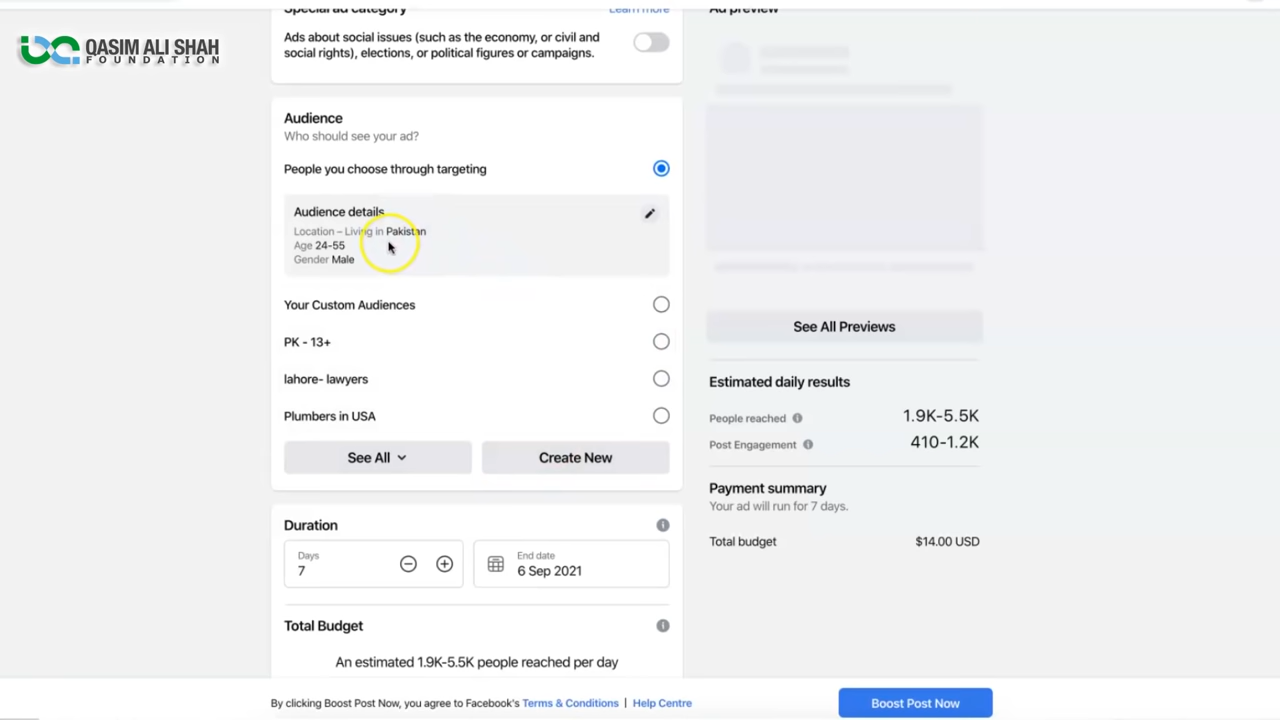 Special ad category
Learn more
Ads about social issues (such as the economy, or civil and
social rights), elections, or political figures or campaigns.
Audience
Who should see your ad?
People you choose through targeting
Audience details
Location – Living in Pakistan
Age 24-55
Gender Male
Your Custom Audiences
PK - 13+
lahore- lawyers
Plumbers in USA
See All
Create New
Duration
Days
7
End date
6 Sep 2021
Total Budget
An estimated 1.9K-5.5K people reached per day
By clicking Boost Post Now, you agree to Facebook's Terms & Conditions | Help Centre
Boost Post Now
Ad preview
See All Previews
Estimated daily results
People reached 1.9K-5.5K
Post Engagement 410-1.2K
Payment summary
Your ad will run for 7 days.
Total budget $14.00 USD
QASIM ALI SHAH
FOUNDATION